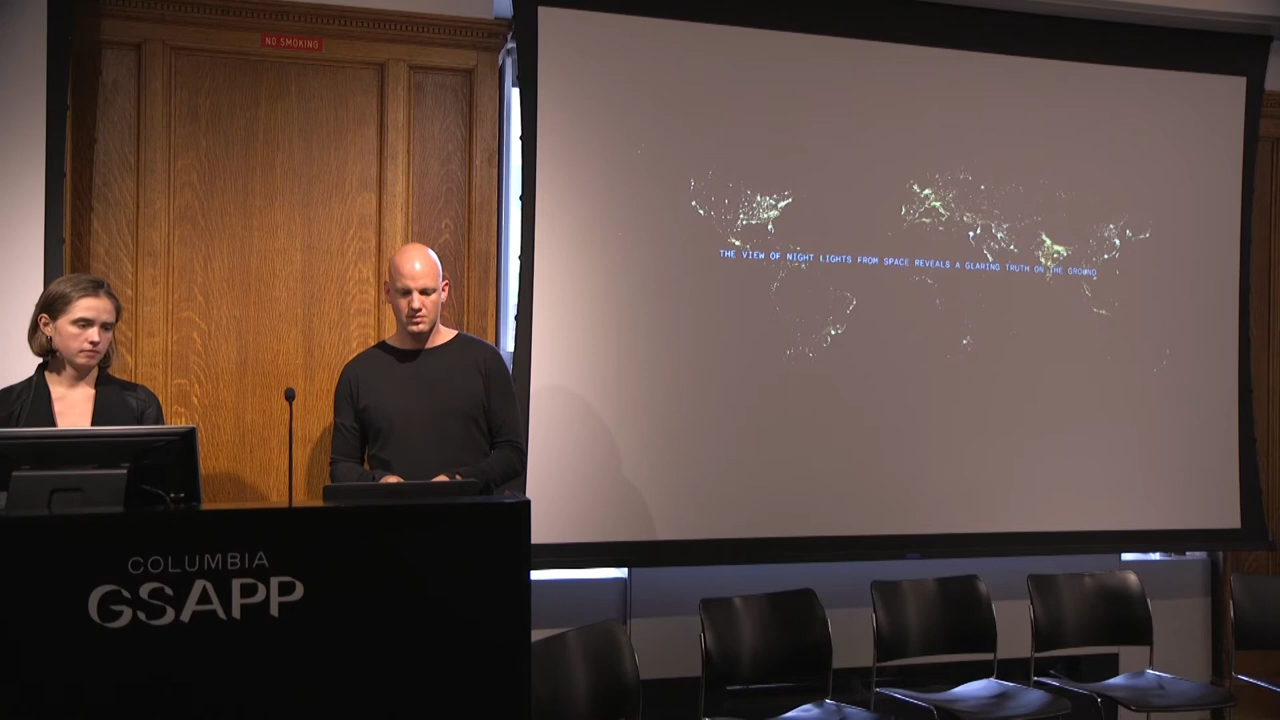 NO SMOKING
THE VIEW OF NIGHT LIGHTS FROM SPACE REVEALS A GLARING TRUTH ON THE GROUND
COLUMBIA
GSAPP